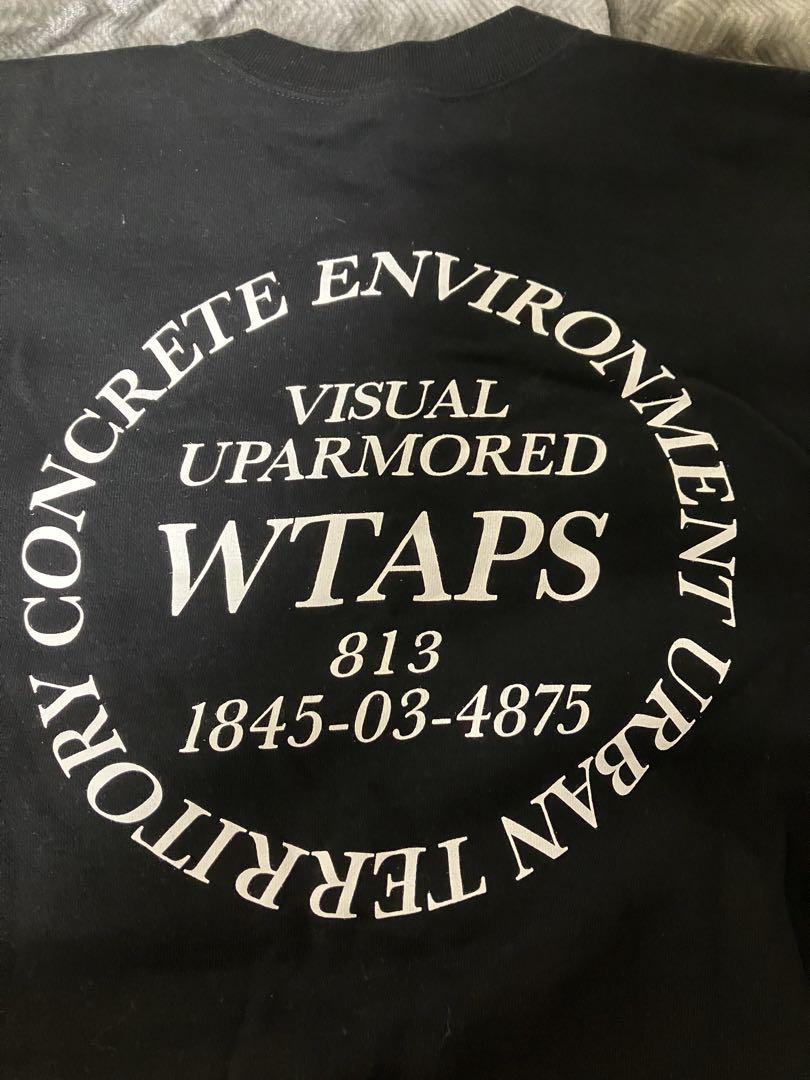 CONCRETE ENVIRONMENT URBAN TERRITORY
VISUAL
UPARMORED
WTAPS
813
1845-03-4875